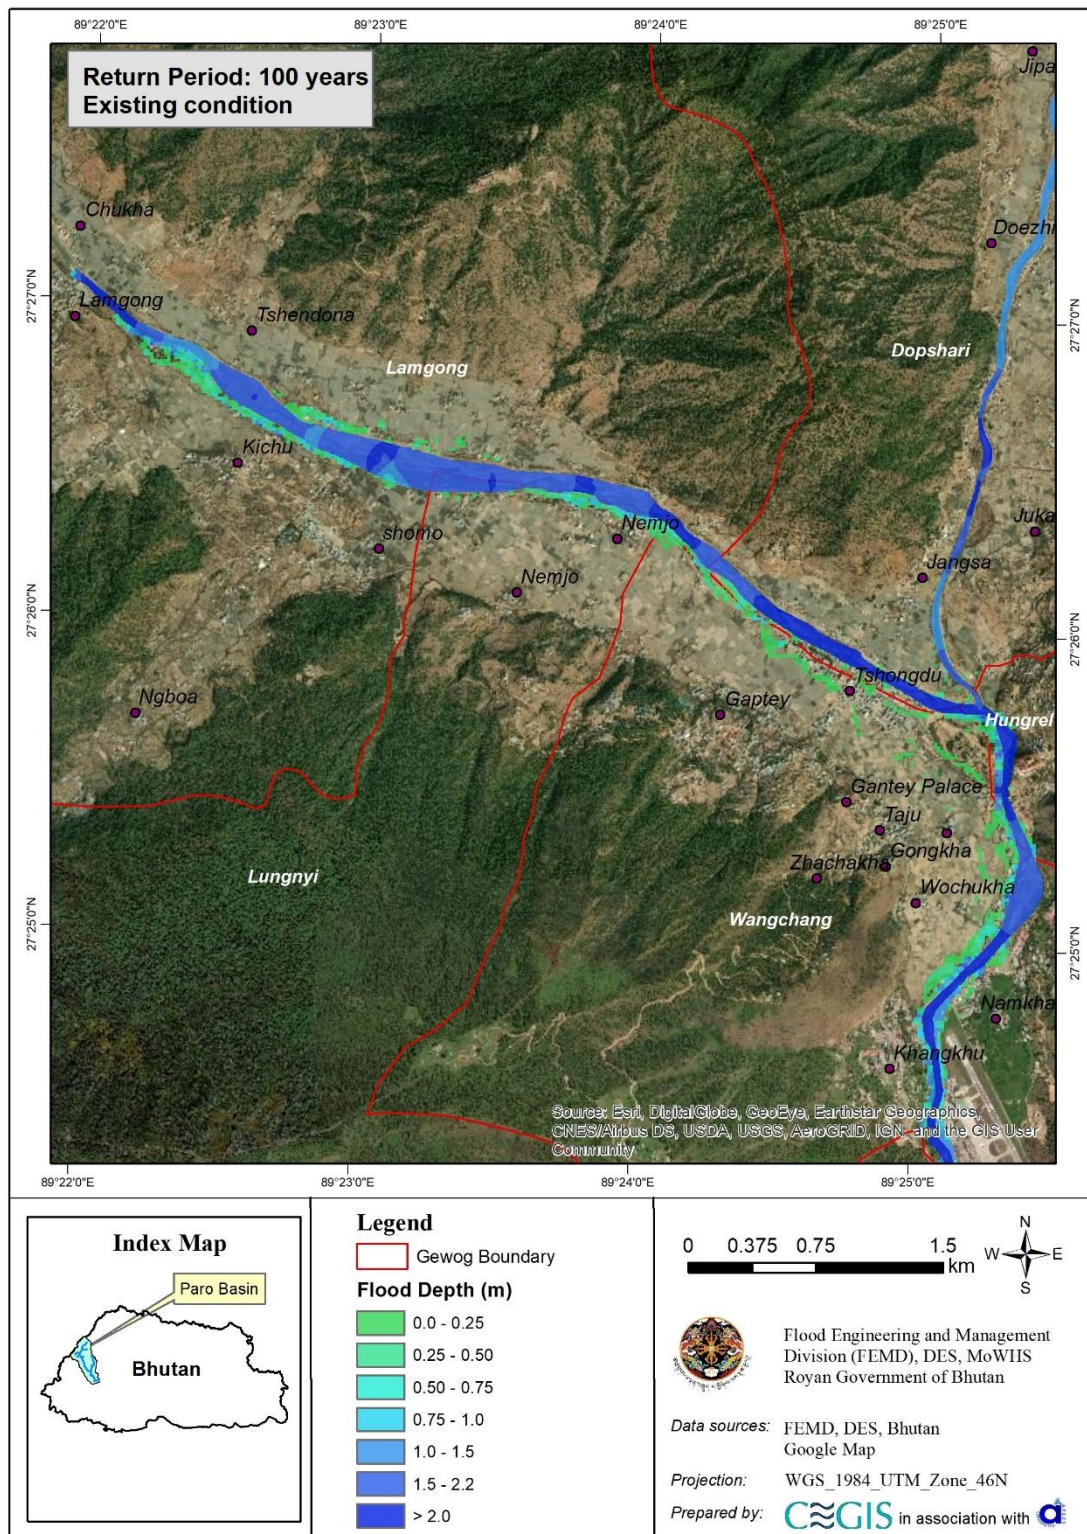 89°22'0"E
89°23'0"E
89°24'0"E
89°25'0"E
Return Period: 100 years
Existing condition
Jipa
Chukha
Doezhi
27°27'0"N
Lamgong
Tshendona
27°27'0"N
Lamgong
Dopshari
Kichu
Nemjo
Juka
shomo
Jangsa
Nemjo
27°26'0"N
27°26'0"N
Ngboa
Gaptey
Tshongdu
Hungrel
Gantey Palace
Taju
Lungnyi
Zhachakha
Gongkha
Wochukha
Wangchang
27°25'0"N
27°25'0"N
Namkha
Khangkhu
Source: Esri, DigitalGlobe, GeoEye, Earthstar Geographics,
CNES/Airbus DS, USDA, USGS, AeroGRID, IGN, and the GIS User
Community
89°22'0"E
89°23'0"E
89°24'0"E
89°25'0"E
Index Map
Paro Basin
Bhutan
Legend
Gewog Boundary
Flood Depth (m)
0.0 - 0.25
0.25 - 0.50
0.50 - 0.75
0.75 - 1.0
1.0 - 1.5
1.5 - 2.2
> 2.0
0 0.375 0.75 1.5
km
N
W E
S
Flood Engineering and Management
Division (FEMD), DES, MoWHS
Royan Government of Bhutan
Data sources: FEMD, DES, Bhutan
Google Map
Projection: WGS_1984_UTM_Zone_46N
Prepared by: CEGIS in association with